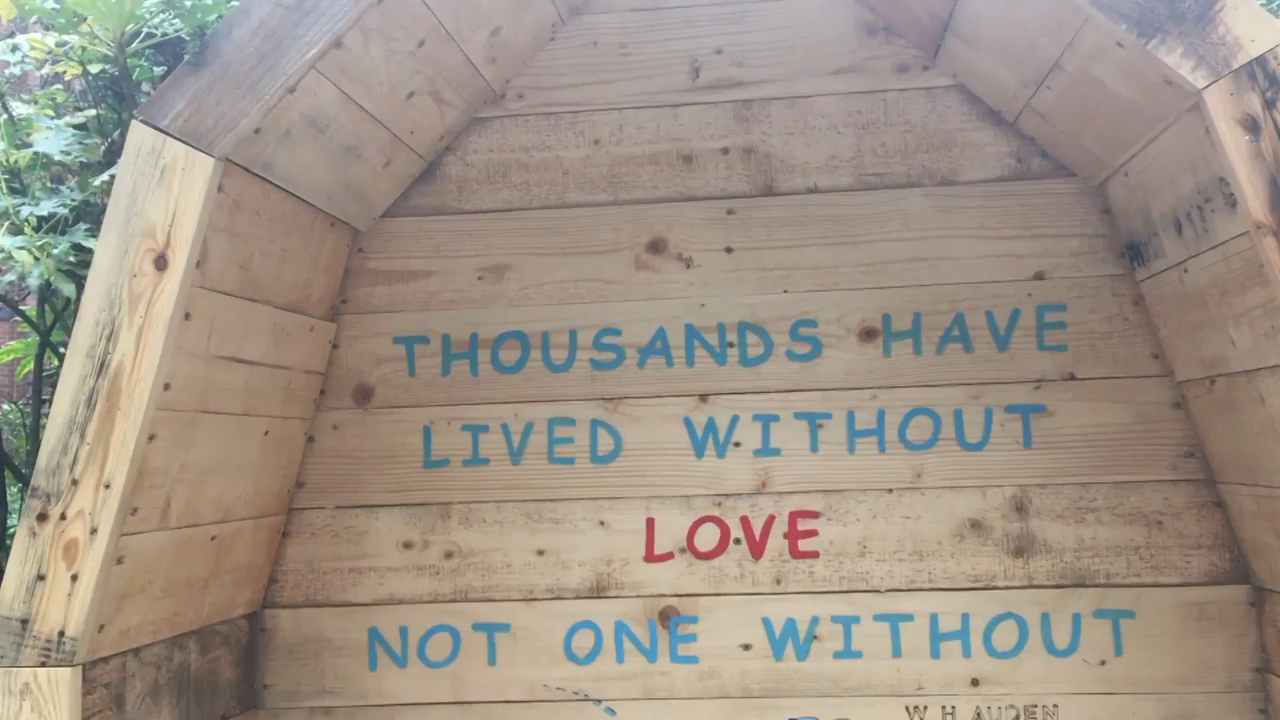 THOUSANDS HAVE
LIVED WITHOUT
LOVE
NOT ONE WITHOUT
W H AUDEN